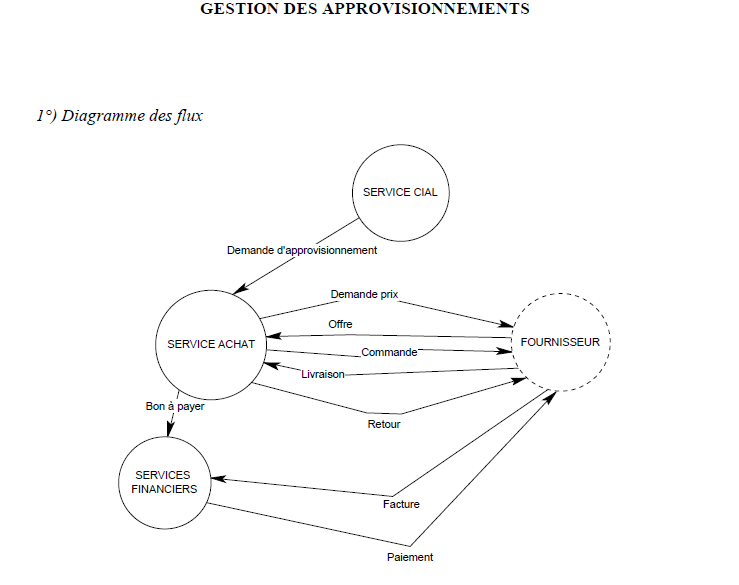 GESTION DES APPROVISIONNEMENTS
1°) Diagramme des flux
SERVICE CIAL
Demande d'approvisionnement
Demande prix
Offre
SERVICE ACHAT
FOURNISSEUR
Commande
Livraison
Bon à payer
Retour
SERVICES
FINANCIERS
Facture
Paiement